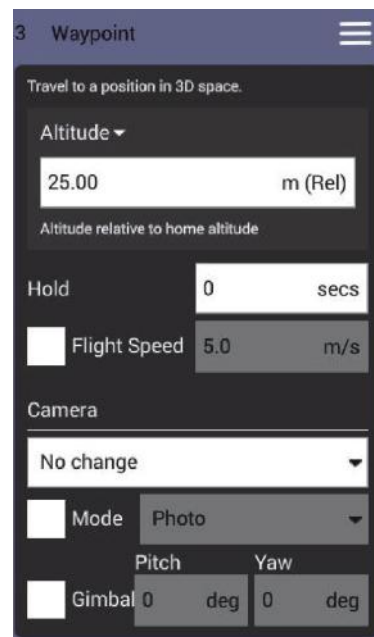 3 Waypoint
Travel to a position in 3D space.
Altitude
25.00 m (Rel)
Altitude relative to home altitude
Hold 0 secs
Flight Speed 5.0 m/s
Camera
No change
Mode Photo
Pitch Yaw
Gimbal 0 deg 0 deg